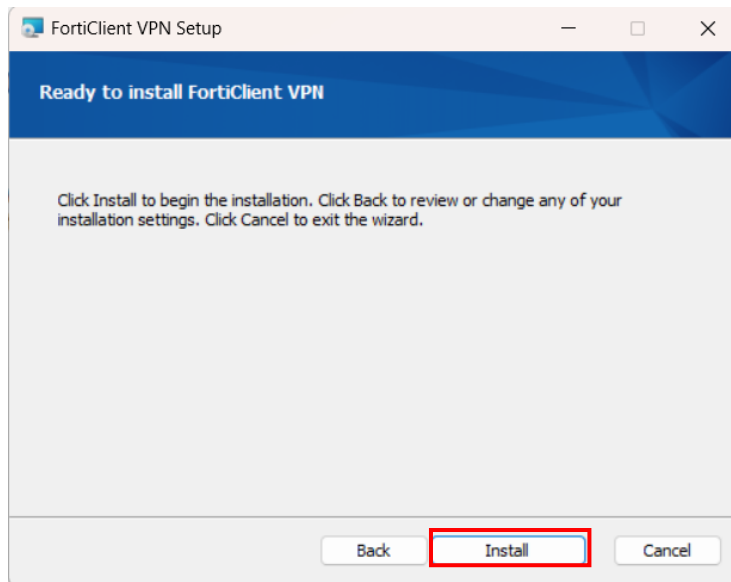 FortiClient VPN Setup
Ready to install FortiClient VPN
Click Install to begin the installation. Click Back to review or change any of your
installation settings. Click Cancel to exit the wizard.
Back Install Cancel